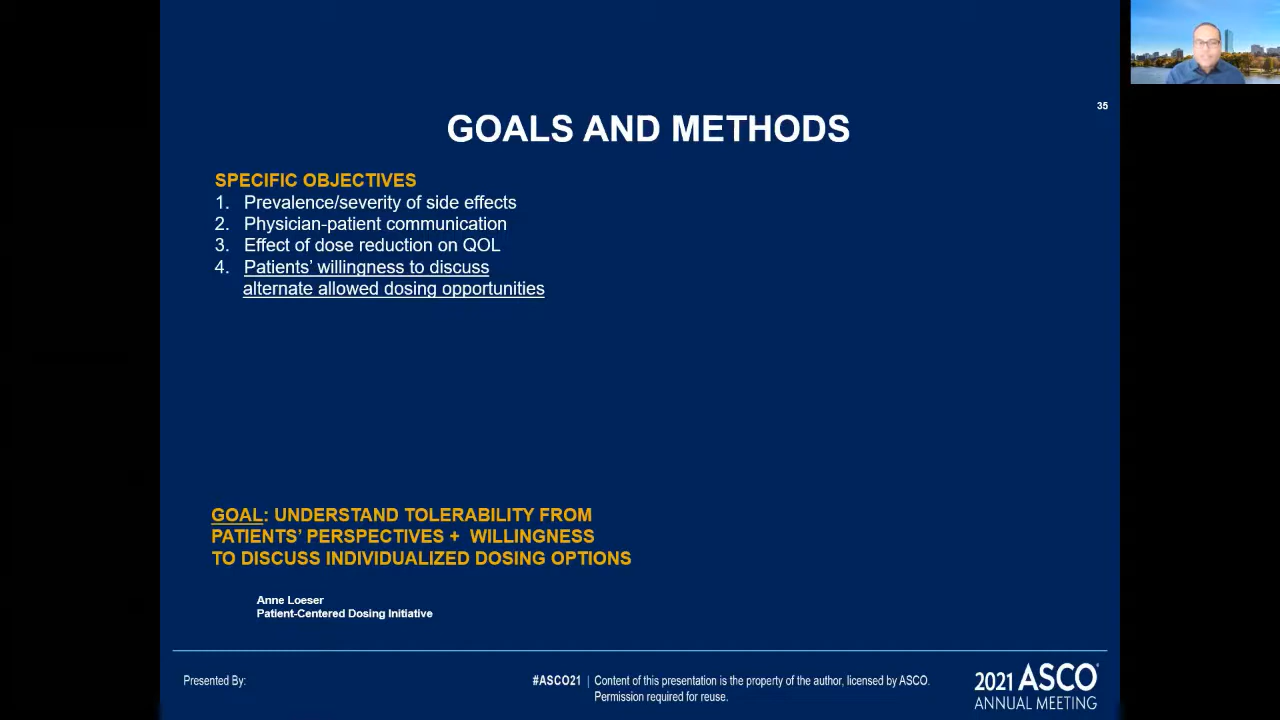 35
GOALS AND METHODS
SPECIFIC OBJECTIVES
1. Prevalence/severity of side effects
2. Physician-patient communication
3. Effect of dose reduction on QOL
4. Patients’ willingness to discuss
alternate allowed dosing opportunities
GOAL: UNDERSTAND TOLERABILITY FROM
PATIENTS’ PERSPECTIVES + WILLINGNESS
TO DISCUSS INDIVIDUALIZED DOSING OPTIONS
Anne Loeser
Patient-Centered Dosing Initiative
Presented By:
#ASCO21 | Content of this presentation is the property of the author, licensed by ASCO.
Permission required for reuse.
2021 ASCO®
ANNUAL MEETING